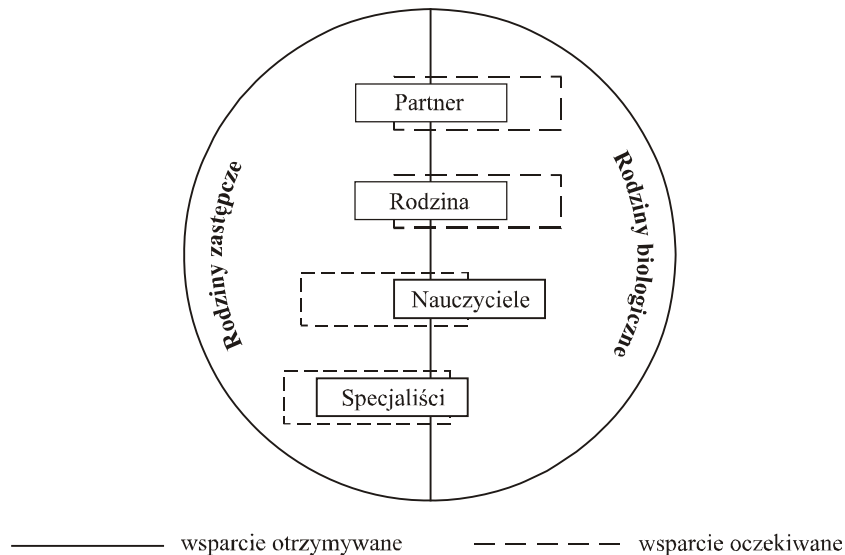 Partner
Rodziny zastępcze
Rodziny biologiczne
Rodzina
Nauczyciele
Specjaliści
wsparcie otrzymywane
wsparcie oczekiwane